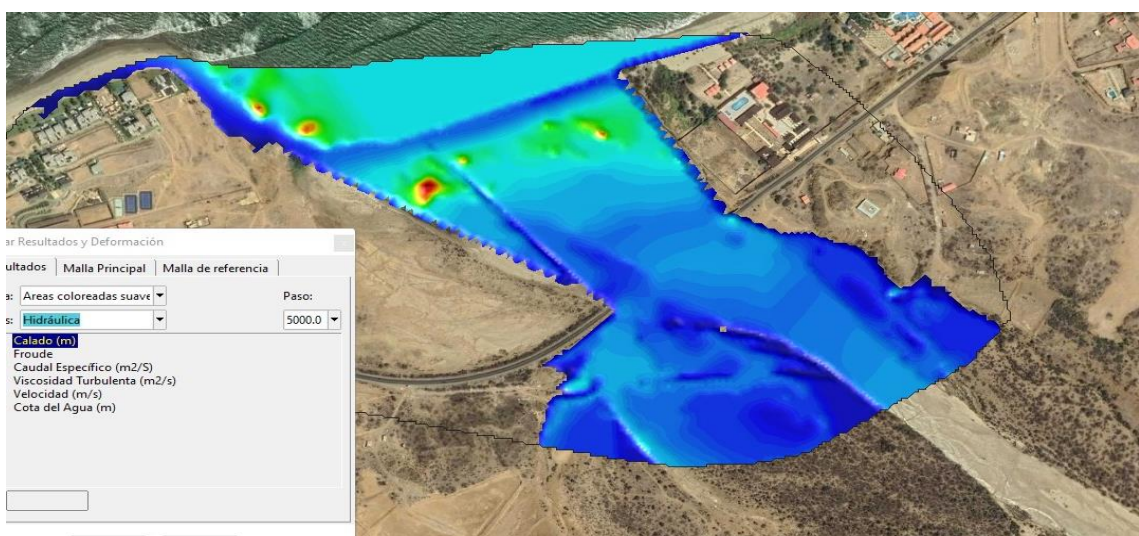 ar Resultados y Deformación
ultados Malla Principal Malla de referencia
a: Areas coloreadas suave Paso:
s: Hidráulica 5000.0
Calado (m)
Froude
Caudal Específico (m2/S)
Viscosidad Turbulenta (m2/s)
Velocidad (m/s)
Cota del Agua (m)